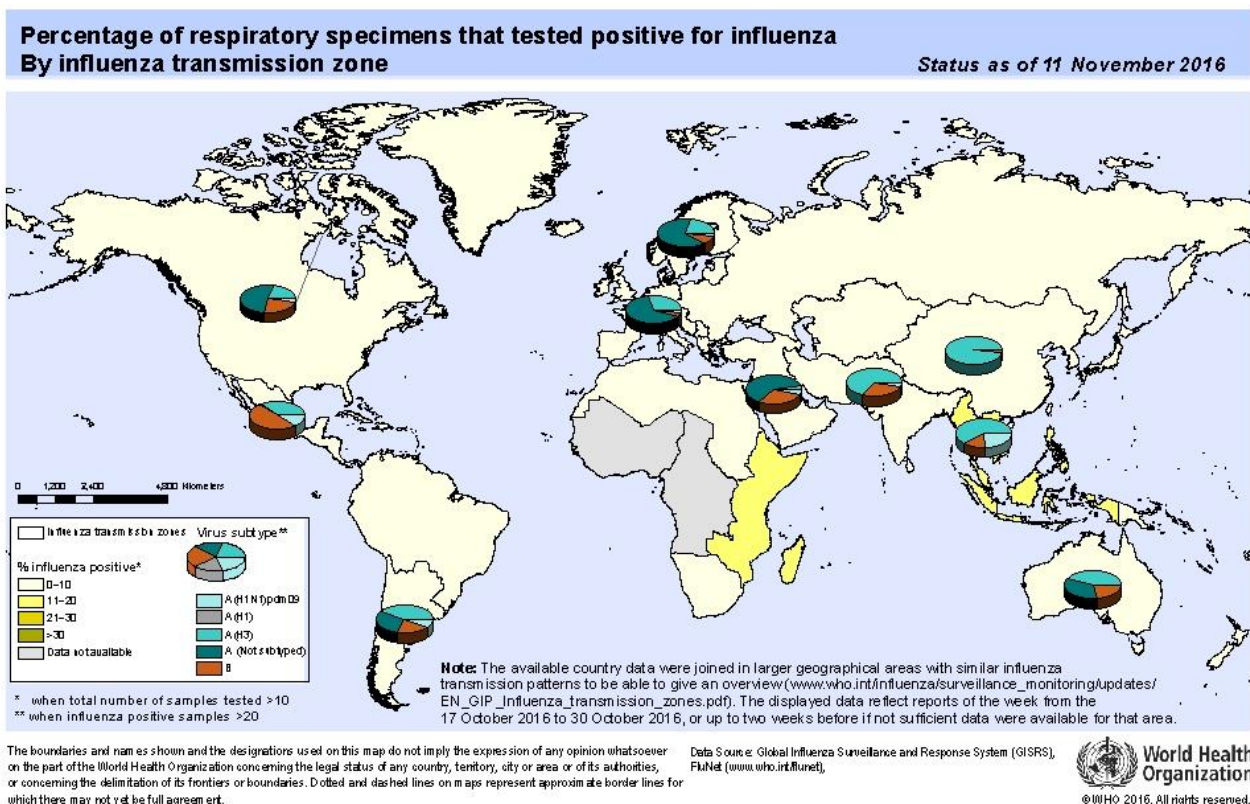 Percentage of respiratory specimens that tested positive for influenza
By influenza transmission zone
Status as of 11 November 2016
0 1,200 2,400 4,800 Kilometers
Influenza transmission zones
Virus subtype**
% influenza positive*
0-10
11-20
21-30
>30
Data not available
A(H1N1)pdm09
A(H1)
A(H3)
A (Not subtyped)
B
* when total number of samples tested >10
** when influenza positive samples >20
Note: The available country data were joined in larger geographical areas with similar influenza
transmission patterns to be able to give an overview (www.who.int/influenza/surveillance_monitoring/updates/
EN_GIP_Influenza_transmission_zones.pdf). The displayed data reflect reports of the week from the
17 October 2016 to 30 October 2016, or up to two weeks before if not sufficient data were available for that area.
The boundaries and names shown and the designations used on this map do not imply the expression of any opinion whatsoever
on the part of the World Health Organization concerning the legal status of any country, territory, city or area or of its authorities,
or concerning the delimitation of its frontiers or boundaries. Dotted and dashed lines on maps represent approximate border lines for
which there may not yet be full agreement.
Data Source: Global Influenza Surveillance and Response System (GISRS),
FluNet (www.who.int/flunet),
World Health
Organization
©WHO 2016. All rights reserved.